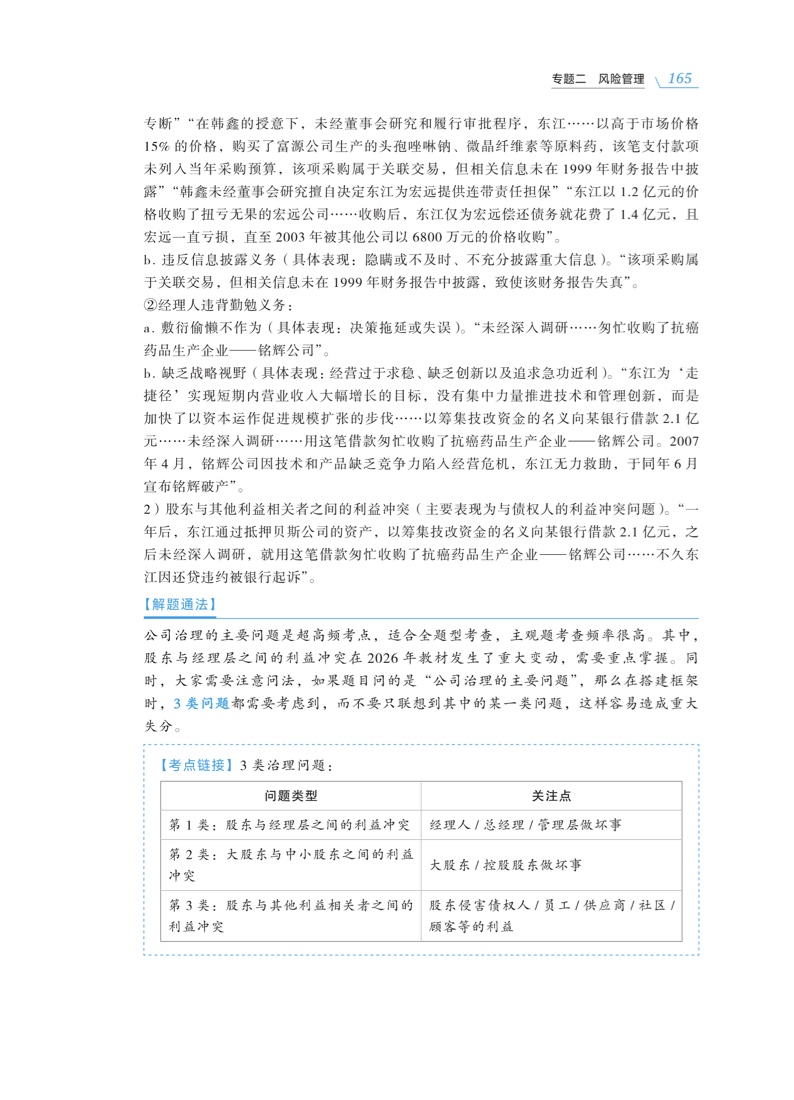 专题二 风险管理 165
专断”“在韩鑫的授意下，未经董事会研究和履行审批程序，东江……以高于市场价格
15% 的价格，购买了富源公司生产的头孢唑啉钠、微晶纤维素等原料药，该笔支付款项
未列入当年采购预算，该项采购属于关联交易，但相关信息未在 1999 年财务报告中披
露”“韩鑫未经董事会研究擅自决定东江为宏远提供连带责任担保”“东江以 1.2 亿元的价
格收购了扭亏无果的宏远公司……收购后，东江仅为宏远偿还债务就花费了 1.4 亿元，且
宏远一直亏损，直至 2003 年被其他公司以 6800 万元的价格收购”。
b. 违反信息披露义务（具体表现：隐瞒或不及时、不充分披露重大信息）。“该项采购属
于关联交易，但相关信息未在 1999 年财务报告中披露，致使该财务报告失真”。
②经理人违背勤勉义务：
a. 敷衍偷懒不作为（具体表现：决策拖延或失误）。“未经深入调研……匆忙收购了抗癌
药品生产企业——铭辉公司”。
b. 缺乏战略视野（具体表现：经营过于求稳、缺乏创新以及追求急功近利）。“东江为‘走
捷径’实现短期内营业收入大幅增长的目标，没有集中力量推进技术和管理创新，而是
加快了以资本运作促进规模扩张的步伐……以筹集技改资金的名义向某银行借款 2.1 亿
元……未经深入调研……用这笔借款匆忙收购了抗癌药品生产企业——铭辉公司。2007
年 4 月，铭辉公司因技术和产品缺乏竞争力陷入经营危机，东江无力救助，于同年 6 月
宣布铭辉破产”。
2）股东与其他利益相关者之间的利益冲突（主要表现为与债权人的利益冲突问题）。“一
年后，东江通过抵押贝斯公司的资产，以筹集技改资金的名义向某银行借款 2.1 亿元，之
后未经深入调研，就用这笔借款匆忙收购了抗癌药品生产企业——铭辉公司……不久东
江因还贷违约被银行起诉”。
【解题通法】
公司治理的主要问题是超高频考点，适合全题型考查，主观题考查频率很高。其中，
股东与经理层之间的利益冲突在 2026 年教材发生了重大变动，需要重点掌握。同
时，大家需要注意问法，如果题目问的是“公司治理的主要问题”，那么在搭建框架
时，3 类问题都需要考虑到，而不要只联想到其中的某一类问题，这样容易造成重大
失分。
【考点链接】3 类治理问题：
问题类型 关注点
第 1 类：股东与经理层之间的利益冲突 经理人 / 总经理 / 管理层做坏事
第 2 类：大股东与中小股东之间的利益
冲突 大股东 / 控股股东做坏事
第 3 类：股东与其他利益相关者之间的 股东侵害债权人 / 员工 / 供应商 / 社区 /
利益冲突 顾客等的利益